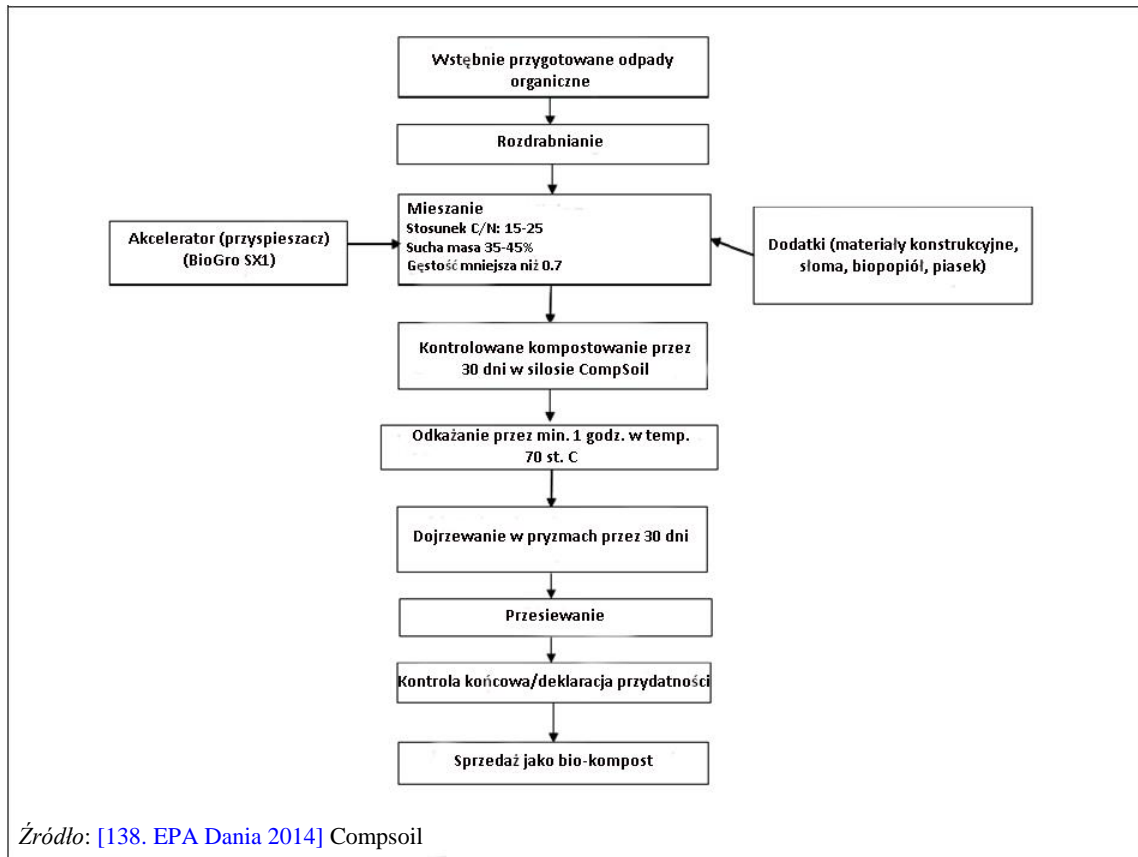 Wstębnie przygotowane odpady
organiczne
Rozdrabnianie
Mieszanie
Stosunek C/N: 15-25
Sucha masa 35-45%
Gęstość mniejsza niż 0.7
Akcelerator (przyspieszacz)
(BioGro SX1)
Dodatki (materiały konstrukcyjne,
słoma, biopopiół, piasek)
Kontrolowane kompostowanie przez
30 dni w silosie CompSoil
Odkażanie przez min. 1 godz. w temp.
70 st. C
Dojrzewanie w pryzmach przez 30 dni
Przesiewanie
Kontrola końcowa/deklaracja przydatności
Sprzedaż jako bio-kompost
Źródło: [138. EPA Dania 2014] Compsoil